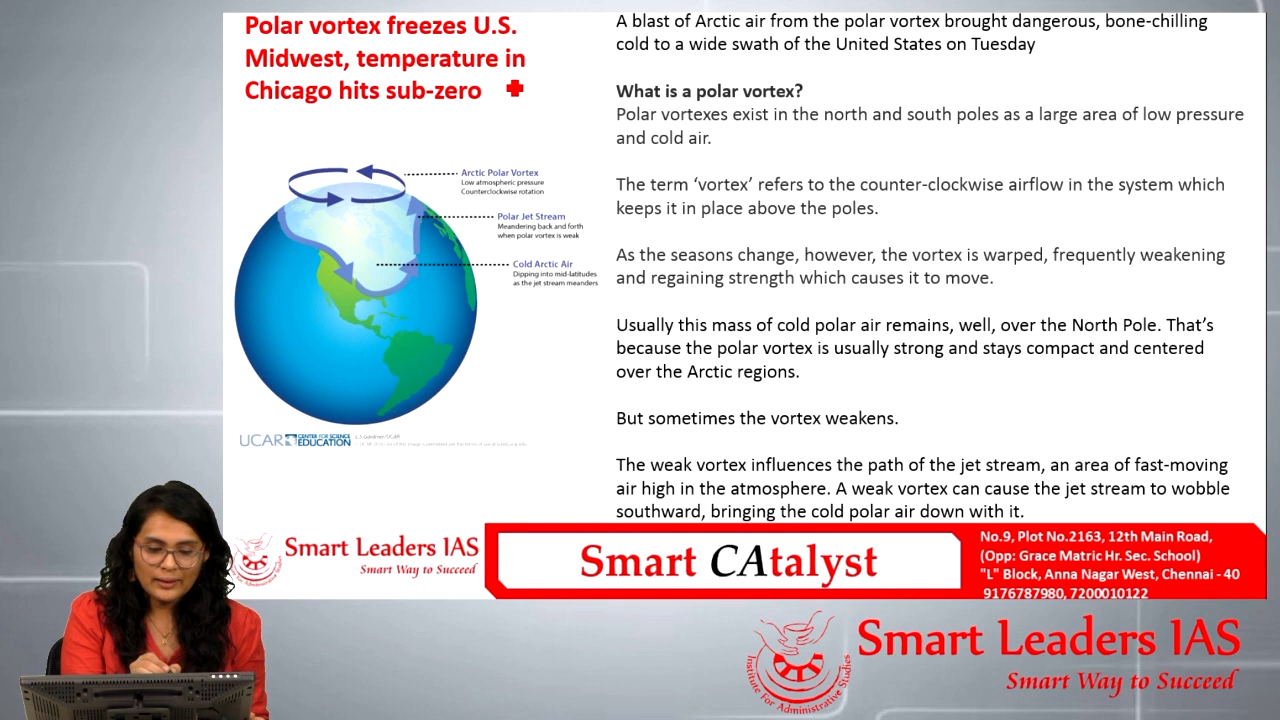 Polar vortex freezes U.S.
Midwest, temperature in
Chicago hits sub-zero
Arctic Polar Vortex
Low atmospheric pressure
Counterclockwise rotation
Polar Jet Stream
Meandering back and forth
when polar vortex is weak
Cold Arctic Air
Dipping into mid-latitudes
as the jet stream meanders
UCAR CENTER FOR SCIENCE
EDUCATION
A blast of Arctic air from the polar vortex brought dangerous, bone-chilling
cold to a wide swath of the United States on Tuesday
What is a polar vortex?
Polar vortexes exist in the north and south poles as a large area of low pressure
and cold air.
The term ‘vortex’ refers to the counter-clockwise airflow in the system which
keeps it in place above the poles.
As the seasons change, however, the vortex is warped, frequently weakening
and regaining strength which causes it to move.
Usually this mass of cold polar air remains, well, over the North Pole. That’s
because the polar vortex is usually strong and stays compact and centered
over the Arctic regions.
But sometimes the vortex weakens.
The weak vortex influences the path of the jet stream, an area of fast-moving
air high in the atmosphere. A weak vortex can cause the jet stream to wobble
southward, bringing the cold polar air down with it.
Smart Leaders IAS
Smart Way to Succeed
Smart CAtalyst
No.9, Plot No.2163, 12th Main Road,
(Opp: Grace Matric Hr. Sec. School)
"L" Block, Anna Nagar West, Chennai - 40
9176787980, 7200010122
Institute For Administrative Studies
Smart Leaders IAS
Smart Way to Succeed